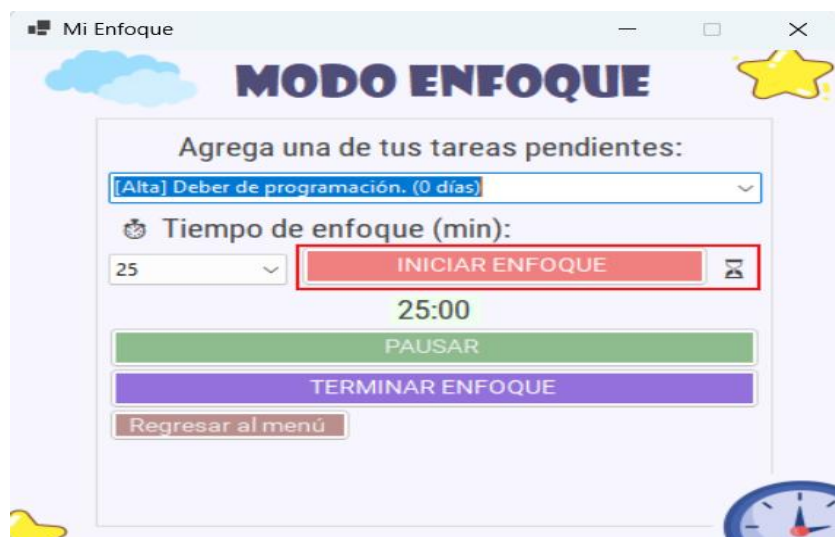 Mi Enfoque
MODO ENFOQUE
Agrega una de tus tareas pendientes:
[Alta] Deber de programación. (0 días)
Tiempo de enfoque (min):
25 INICIAR ENFOQUE
25:00
PAUSAR
TERMINAR ENFOQUE
Regresar al menú